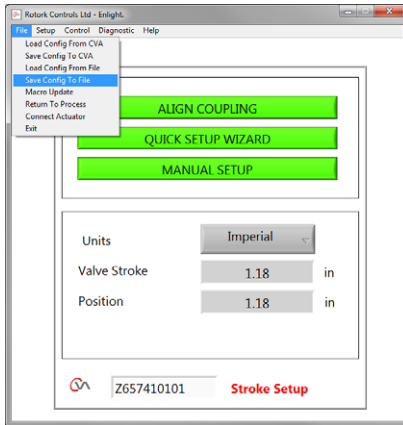 Rotork Controls Ltd - Enlight.
File Setup Control Diagnostic Help
Load Config From CVA
Save Config To CVA
Load Config From File
Save Config To File
Macro Update
Return To Process
Connect Actuator
Exit
ALIGN COUPLING
QUICK SETUP WIZARD
MANUAL SETUP
Units Imperial
Valve Stroke 1.18 in
Position 1.18 in
Z657410101 Stroke Setup